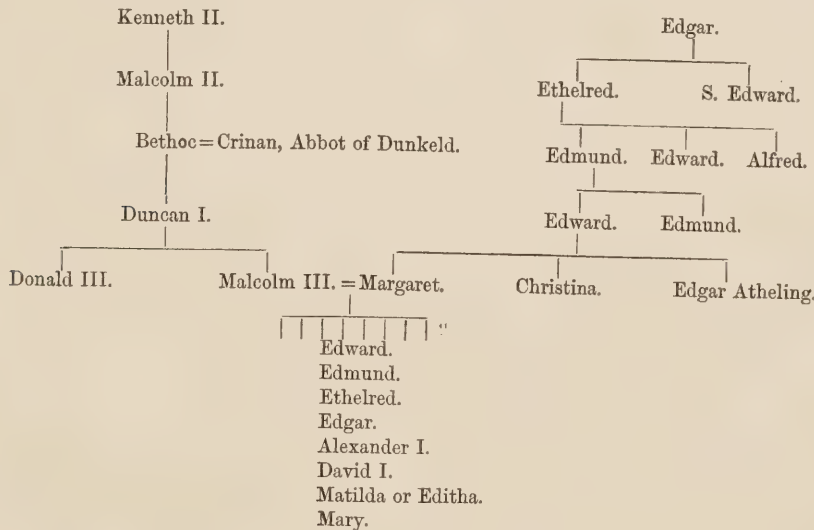 Kenneth II.
Edgar.
Malcolm II.
Ethelred. S. Edward.
Bethoc = Crinan, Abbot of Dunkeld.
Edmund. Edward. Alfred.
Duncan I.
Edward. Edmund.
Donald III. Malcolm III. = Margaret. Christina. Edgar Atheling.
Edward.
Edmund.
Ethelred.
Edgar.
Alexander I.
David I.
Matilda or Editha.
Mary.